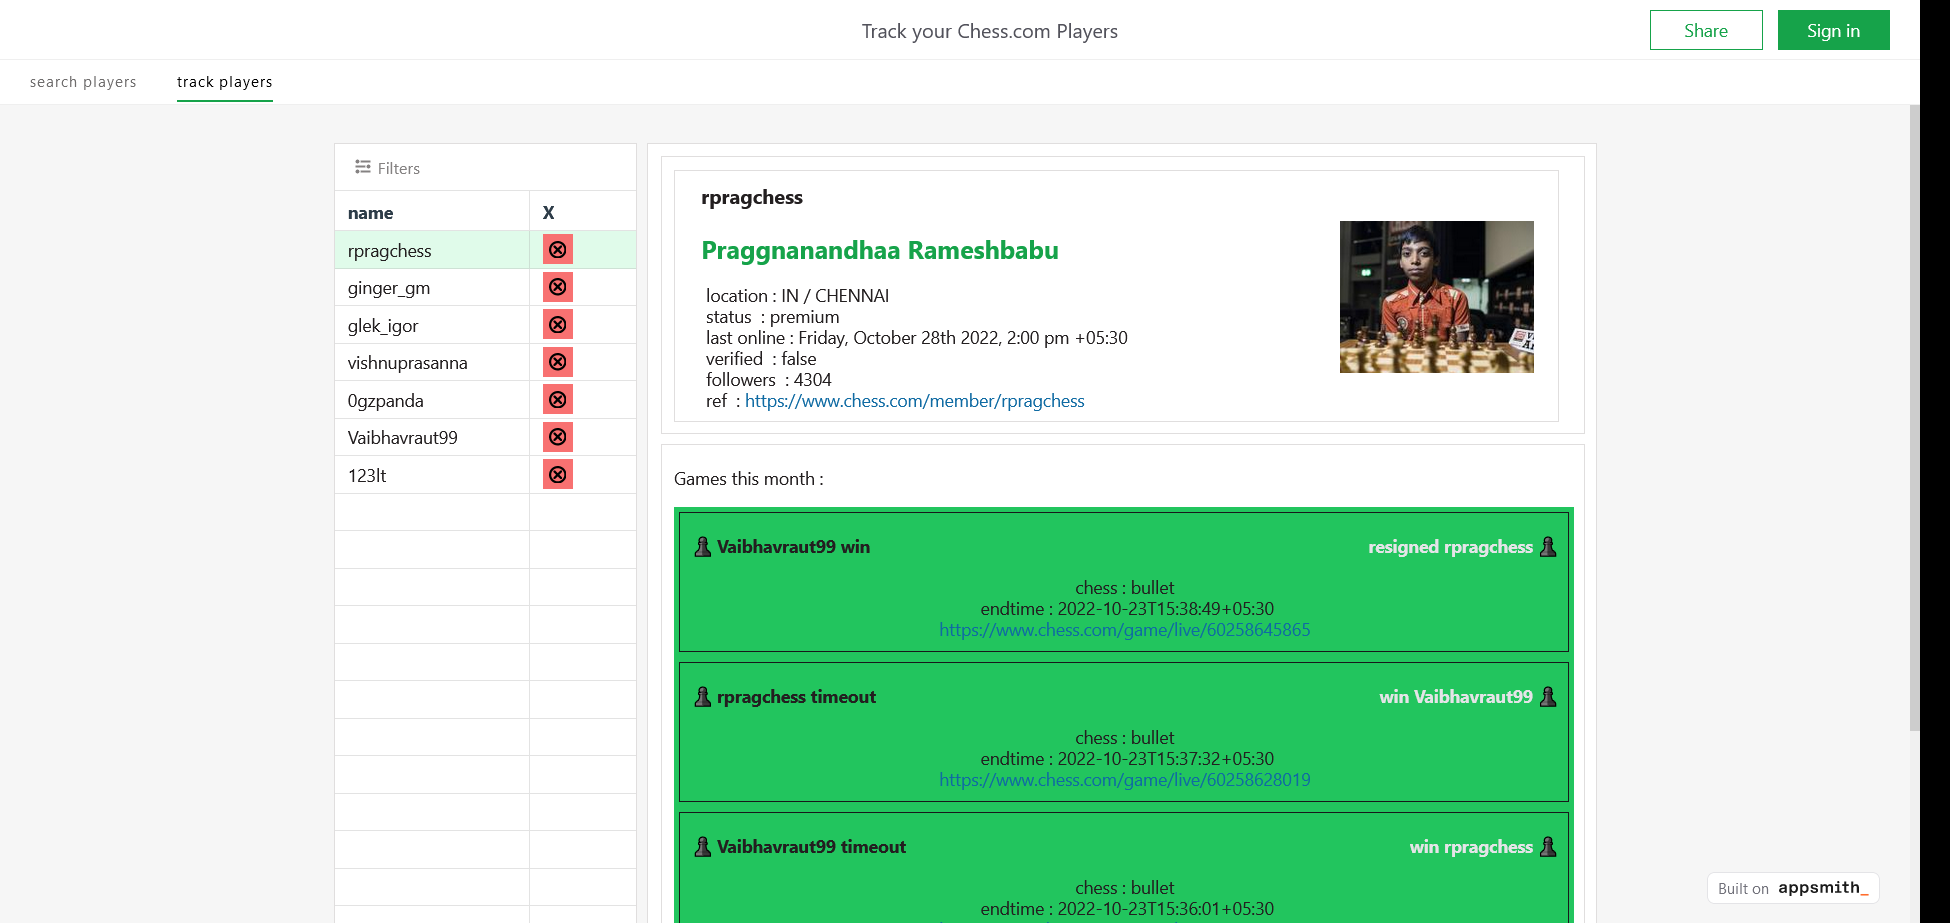 Track your Chess.com Players
Share
Sign in
search players
track players
Filters
name
X
rpragchess
ginger_gm
glek_igor
vishnuprasanna
0gzpanda
Vaibhavraut99
123lt
rpragchess
Praggnanandhaa Rameshbabu
location : IN / CHENNAI
status : premium
last online : Friday, October 28th 2022, 2:00 pm +05:30
verified : false
followers : 4304
ref : https://www.chess.com/member/rpragchess
Games this month :
Vaibhavraut99 win
resigned rpragchess
chess : bullet
endtime : 2022-10-23T15:38:49+05:30
https://www.chess.com/game/live/60258645865
rpragchess timeout
win Vaibhavraut99
chess : bullet
endtime : 2022-10-23T15:37:32+05:30
https://www.chess.com/game/live/60258628019
Vaibhavraut99 timeout
win rpragchess
chess : bullet
endtime : 2022-10-23T15:36:01+05:30
Built on appsmith_